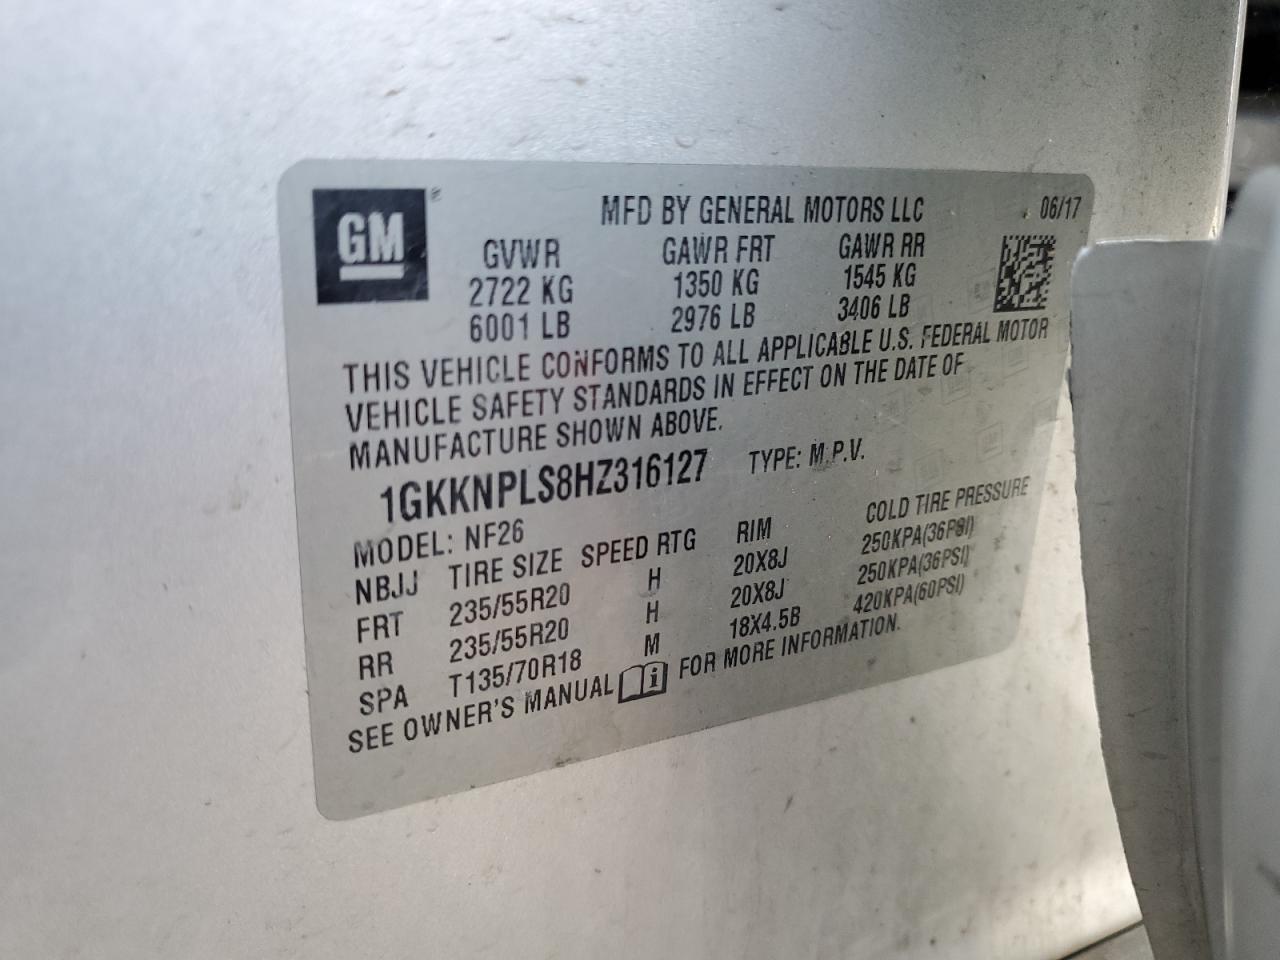 GM®
MFD BY GENERAL MOTORS LLC 06/17
GVWR GAWR FRT GAWR RR
2722 KG 1350 KG 1545 KG
6001 LB 2976 LB 3406 LB
THIS VEHICLE CONFORMS TO ALL APPLICABLE U.S. FEDERAL MOTOR
VEHICLE SAFETY STANDARDS IN EFFECT ON THE DATE OF
MANUFACTURE SHOWN ABOVE.
1GKKNPLS8HZ316127 TYPE: M.P.V.
MODEL: NF26
NBJJ TIRE SIZE SPEED RTG RIM COLD TIRE PRESSURE
FRT 235/55R20 H 20X8J 250KPA(36PSI)
RR 235/55R20 H 20X8J 250KPA(36PSI)
SPA T135/70R18 M 18X4.5B 420KPA(60PSI)
SEE OWNER'S MANUAL i FOR MORE INFORMATION.